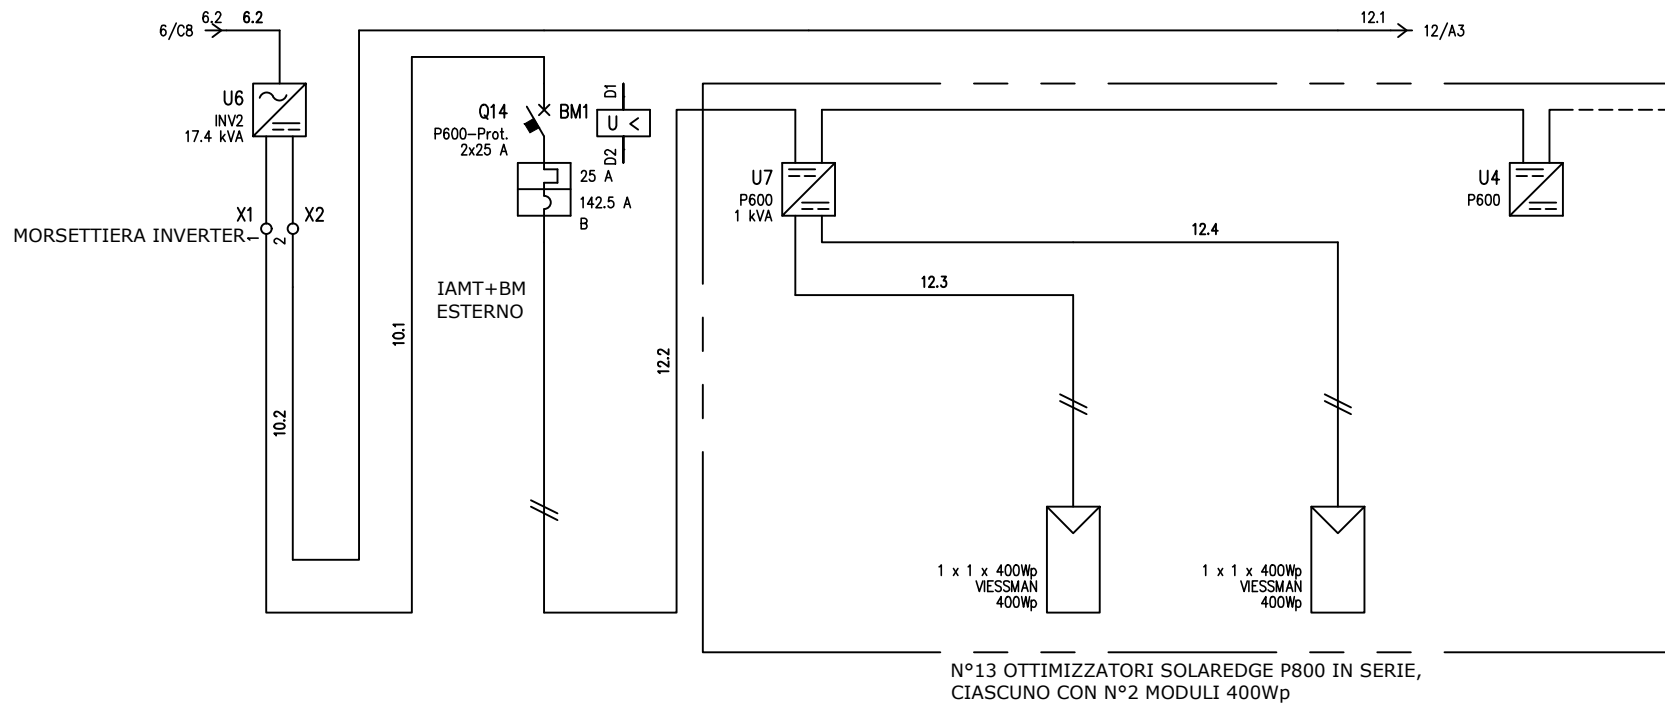 6/C8
6.2
6.2
12.1
12/A3
U6
INV2
17.4 kVA
Q14
P600-Prot.
2x25 A
BM1
D1
U <
D2
25 A
142.5 A
B
U7
P600
1 kVA
U4
P600
X1
X2
MORSETTIERA INVERTER
1
2
12.4
12.3
IAMT+BM
ESTERNO
10.1
12.2
10.2
1 x 1 x 400Wp
VIESSMAN
400Wp
1 x 1 x 400Wp
VIESSMAN
400Wp
N°13 OTTIMIZZATORI SOLAREDGE P800 IN SERIE,
CIASCUNO CON N°2 MODULI 400Wp